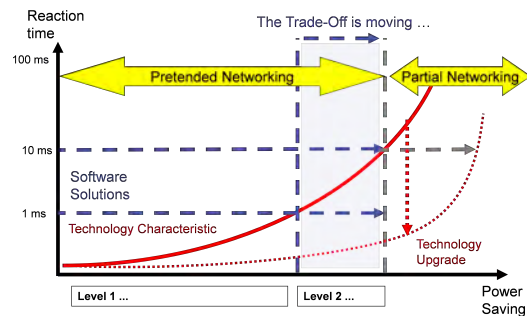 Reaction
time
The Trade-Off is moving ...
100 ms
Pretended Networking
Partial Networking
10 ms
Software
Solutions
1 ms
Technology Characteristic
Technology
Upgrade
Level 1 ...
Level 2 ...
Power
Saving